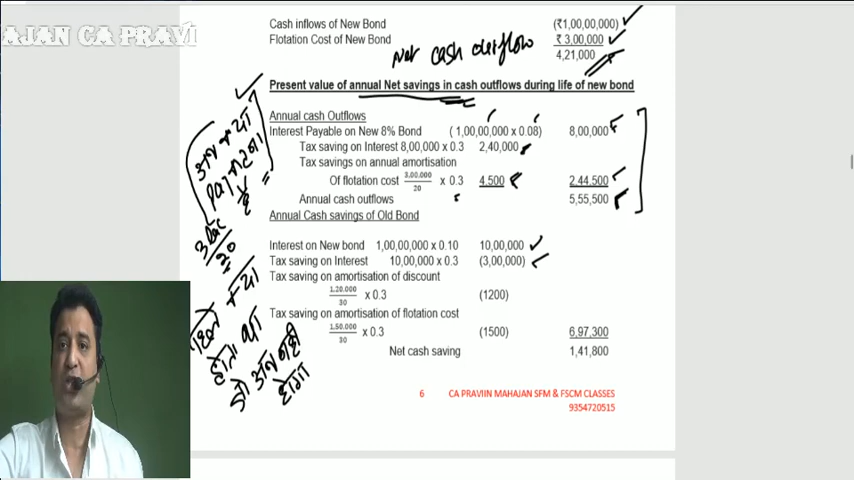 AJAN CA PRAVI
Cash inflows of New Bond (₹1,00,00,000)
Flotation Cost of New Bond ₹ 3,00,000
4,21,000
Net cash outflow
Present value of annual Net savings in cash outflows during life of new bond
Annual cash Outflows
Interest Payable on New 8% Bond ( 1,00,00,000 x 0.08) 8,00,000
Tax saving on Interest 8,00,000 x 0.3 2,40,000
Tax savings on annual amortisation
Of flotation cost 3,00,000/20 x 0.3 4,500 2,44,500
Annual cash outflows 5,55,500
Annual Cash savings of Old Bond
Interest on New bond 1,00,00,000 x 0.10 10,00,000
Tax saving on Interest 10,00,000 x 0.3 (3,00,000)
Tax saving on amortisation of discount
1,20,000/30 x 0.3 (1200)
Tax saving on amortisation of flotation cost
1,50,000/30 x 0.3 (1500) 6,97,300
Net cash saving 1,41,800
अब क्या
3 lac
20
पहले क्या
होता था
जो अब नही
होगा
6 CA PRAVIIN MAHAJAN SFM & FSCM CLASSES
9354720515